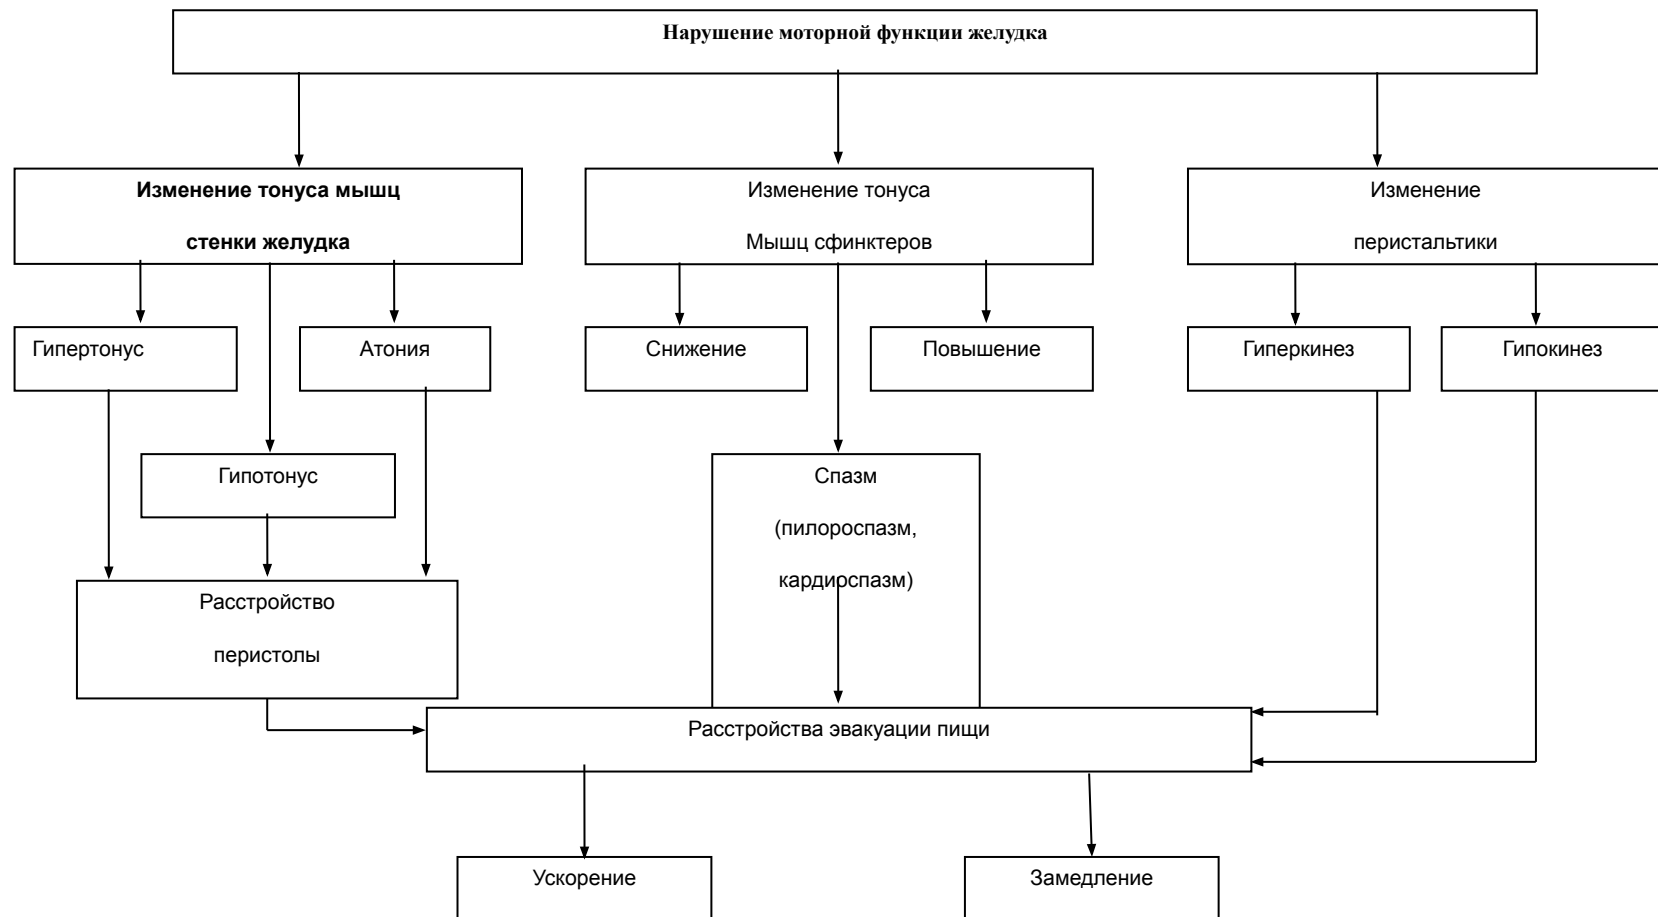 Нарушение моторной функции желудка
Изменение тонуса мышц
стенки желудка
Изменение тонуса
Мышц сфинктеров
Изменение
перистальтики
Гипертонус
Атония
Снижение
Повышение
Гиперкинез
Гипокинез
Гипотонус
Спазм
(пилороспазм,
кардироспазм)
Расстройство
перистолы
Расстройства эвакуации пищи
Ускорение
Замедление